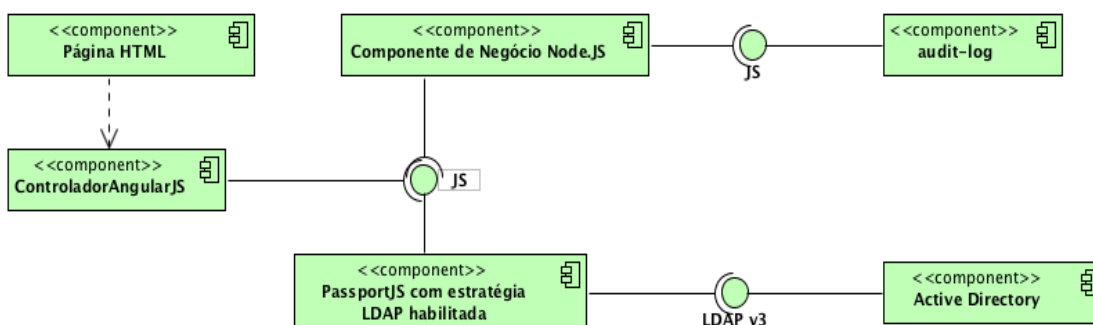 <<component>>
Página HTML
<<component>>
Componente de Negócio Node.JS
JS
<<component>>
audit-log
<<component>>
ControladorAngularJS
JS
<<component>>
PassportJS com estratégia
LDAP habilitada
LDAP v3
<<component>>
Active Directory